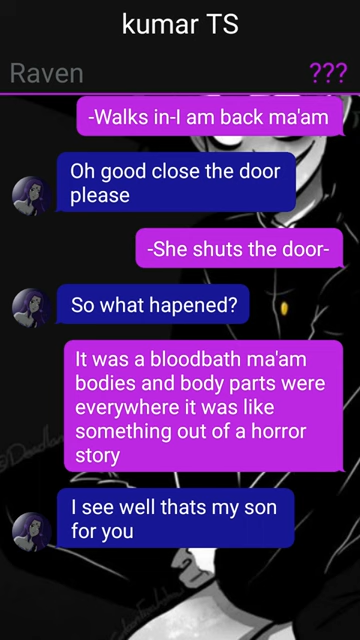 kumar TS
Raven ???
-Walks in-I am back ma'am
Oh good close the door
please
-She shuts the door-
So what hapened?
It was a bloodbath ma'am
bodies and body parts were
everywhere it was like
something out of a horror
story
I see well thats my son
for you